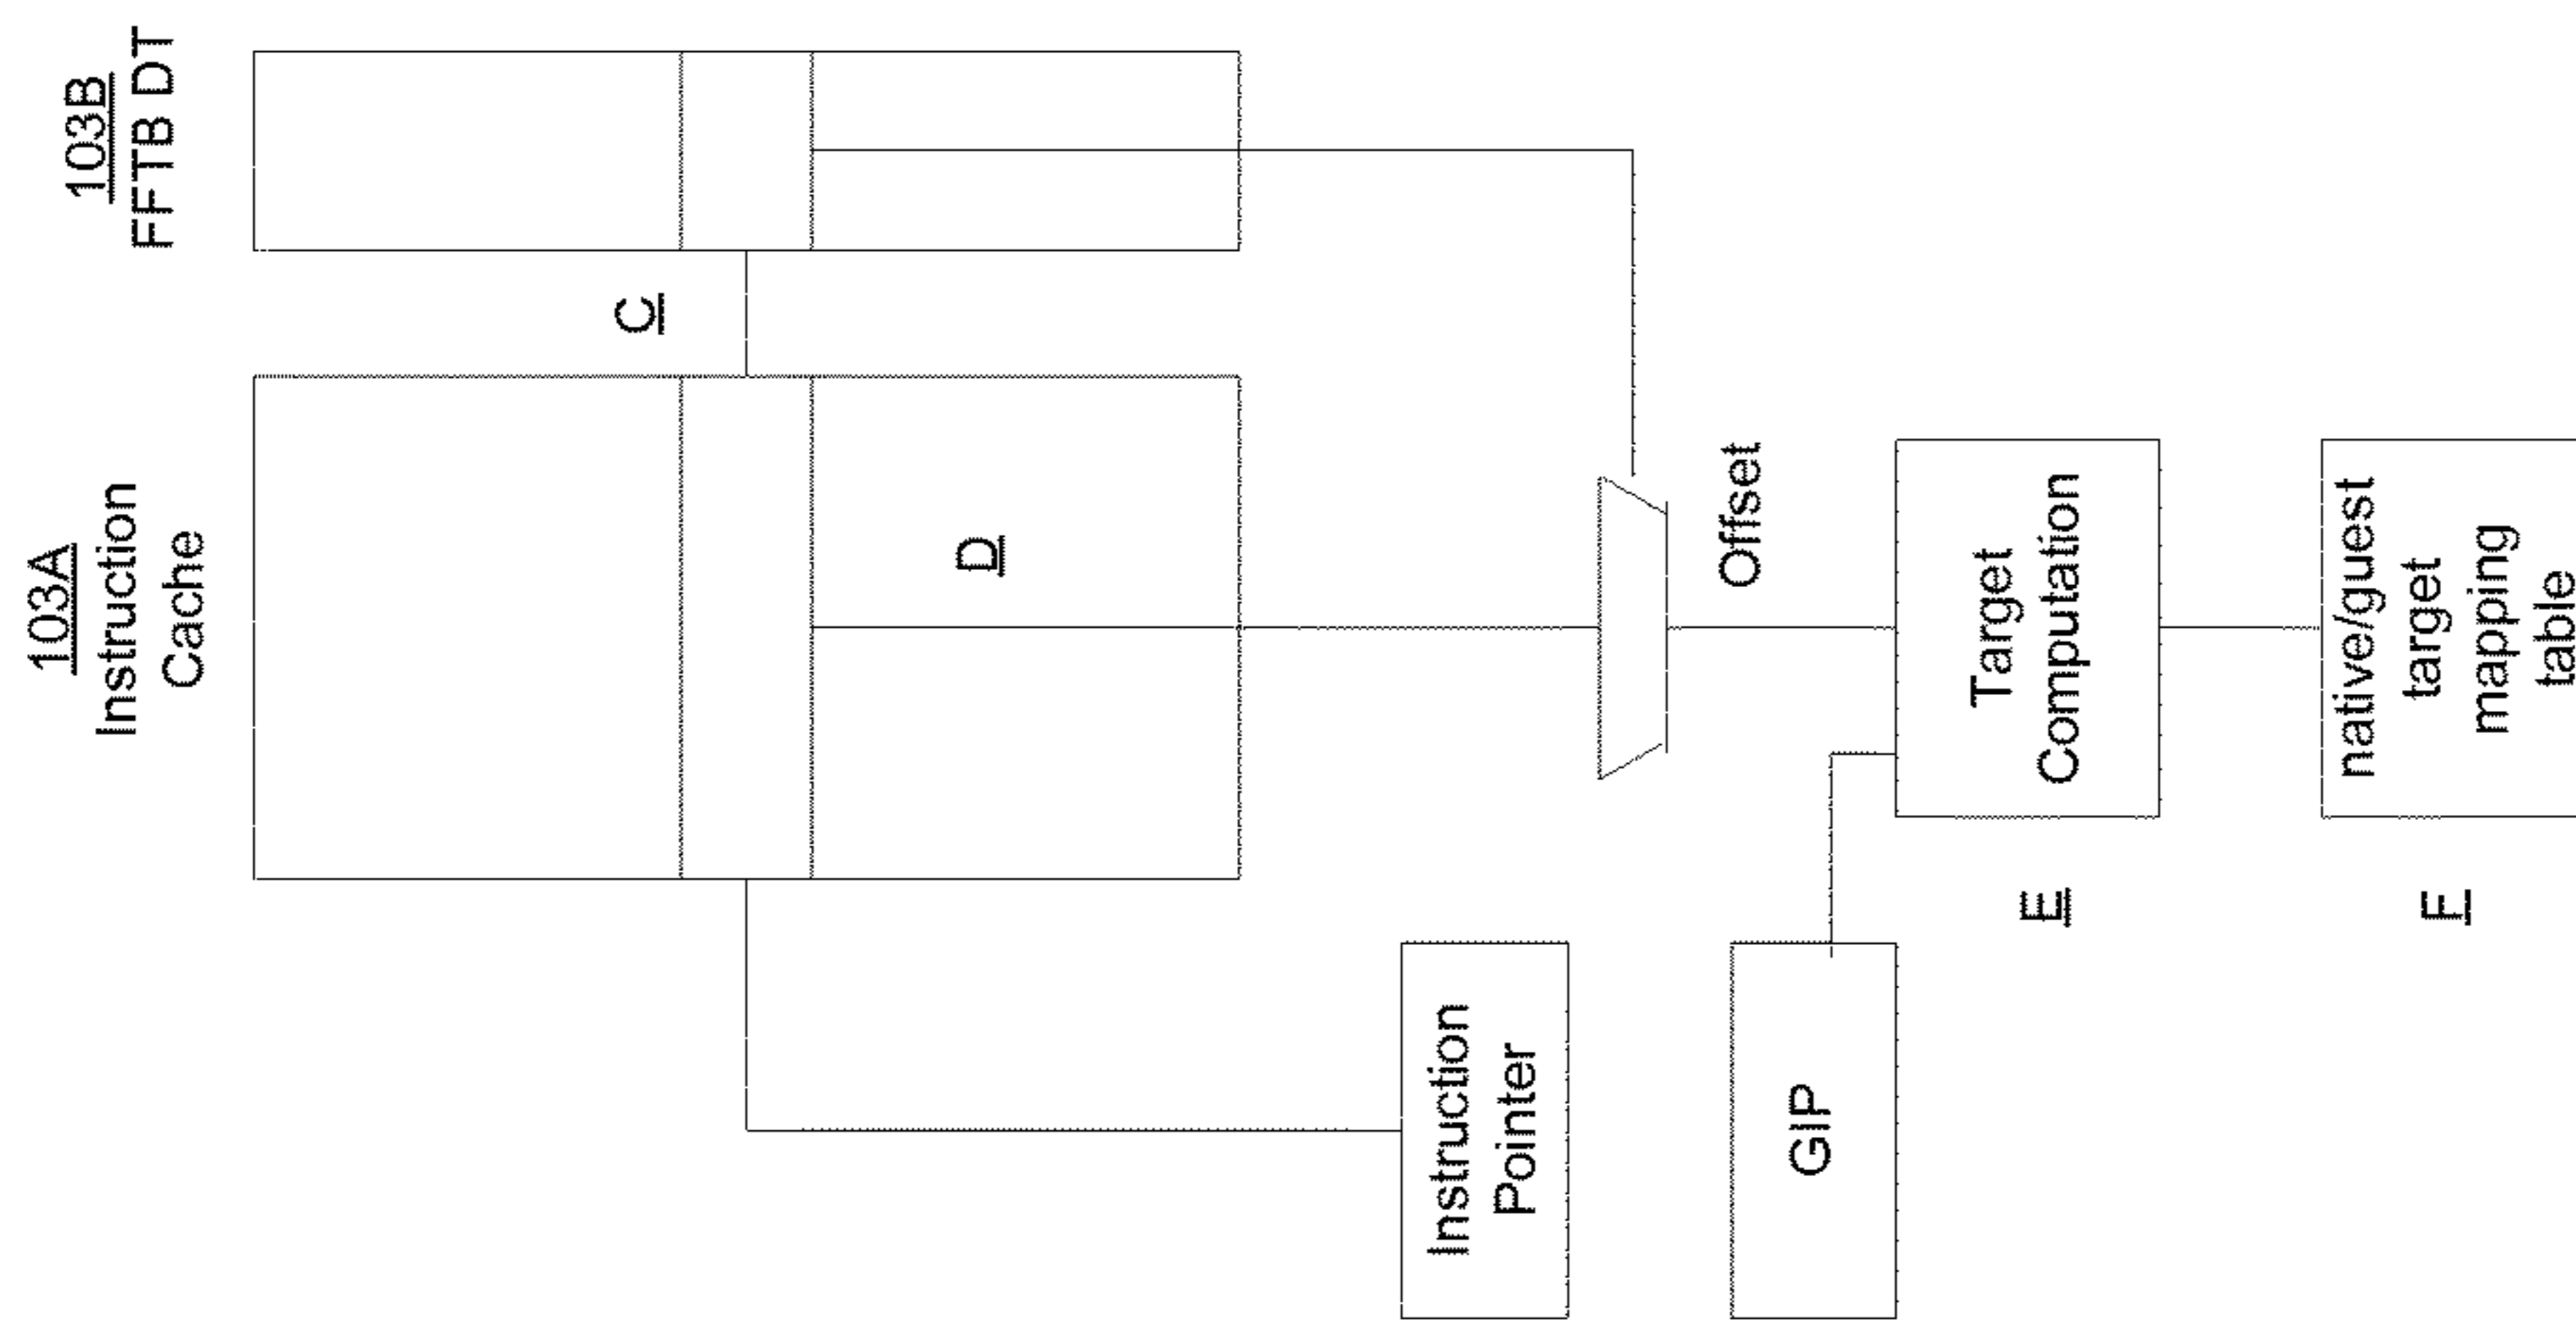 103A
Instruction
Cache
103B
FFTB DT
C
D
Instruction
Pointer
Offset
GIP
E
Target
Computation
F
native/guest
target
mapping
table